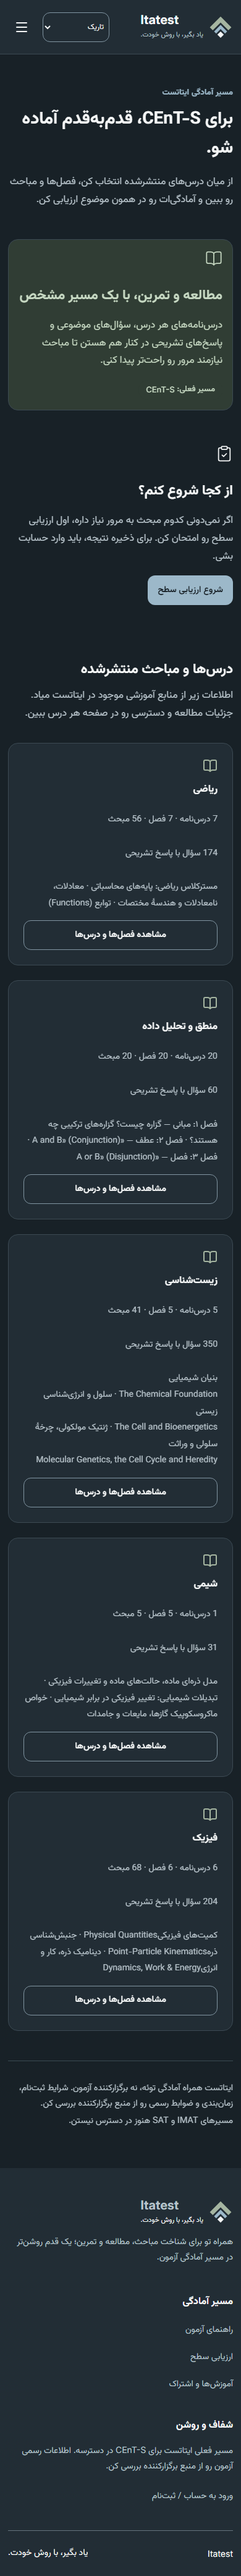 Itatest
یاد بگیر، با روش خودت.
تاریک
مسیر آمادگی ایتاتست
برای CEnT-S، قدم‌به‌قدم آماده
شو.
از میان درس‌های منتشرشده انتخاب کن، فصل‌ها و مباحث
رو ببین و آمادگی‌ات رو در همون موضوع ارزیابی کن.
مطالعه و تمرین، با یک مسیر مشخص
درس‌نامه‌های هر درس، سؤال‌های موضوعی و
پاسخ‌های تشریحی در کنار هم هستن تا مباحث
نیازمند مرور رو راحت‌تر پیدا کنی.
مسیر فعلی: CEnT-S
از کجا شروع کنم؟
اگر نمی‌دونی کدوم مبحث به مرور نیاز داره، اول ارزیابی
سطح رو امتحان کن. برای ذخیره نتیجه، باید وارد حسابت
بشی.
شروع ارزیابی سطح
درس‌ها و مباحث منتشرشده
اطلاعات زیر از منابع آموزشی موجود در ایتاتست میاد.
جزئیات مطالعه و دسترسی رو در صفحه هر درس ببین.
ریاضی
7 درس‌نامه · 7 فصل · 56 مبحث
174 سؤال با پاسخ تشریحی
مسترکلاس ریاضی: پایه‌های محاسباتی · معادلات،
نامعادلات و هندسهٔ مختصات · توابع (Functions)
مشاهده فصل‌ها و درس‌ها
منطق و تحلیل داده
20 درس‌نامه · 20 فصل · 20 مبحث
60 سؤال با پاسخ تشریحی
فصل ۱: مبانی — گزاره چیست؟ گزاره‌های ترکیبی چه
هستند؟ · فصل ۲: عطف — «A and B» (Conjunction) ·
فصل ۳: فصل — «A or B» (Disjunction)
مشاهده فصل‌ها و درس‌ها
زیست‌شناسی
5 درس‌نامه · 5 فصل · 41 مبحث
350 سؤال با پاسخ تشریحی
بنیان شیمیایی
The Chemical Foundation · سلول و انرژی‌شناسی
زیستی
The Cell and Bioenergetics · ژنتیک مولکولی، چرخهٔ
سلولی و وراثت
Molecular Genetics, the Cell Cycle and Heredity
مشاهده فصل‌ها و درس‌ها
شیمی
1 درس‌نامه · 5 فصل · 5 مبحث
31 سؤال با پاسخ تشریحی
مدل ذره‌ای ماده، حالت‌های ماده و تغییرات فیزیکی ·
تبدیلات شیمیایی: تغییر فیزیکی در برابر شیمیایی · خواص
ماکروسکوپیک گازها، مایعات و جامدات
مشاهده فصل‌ها و درس‌ها
فیزیک
6 درس‌نامه · 6 فصل · 68 مبحث
204 سؤال با پاسخ تشریحی
کمیت‌های فیزیکیPhysical Quantities · جنبش‌شناسی
ذرهPoint-Particle Kinematics · دینامیک ذره، کار و
انرژیDynamics, Work & Energy
مشاهده فصل‌ها و درس‌ها
ایتاتست همراه آمادگی توئه، نه برگزارکننده آزمون. شرایط ثبت‌نام،
زمان‌بندی و ضوابط رسمی رو از منبع برگزارکننده بررسی کن.
مسیرهای IMAT و SAT هنوز در دسترس نیستن.
Itatest
یاد بگیر، با روش خودت.
همراه تو برای شناخت مباحث، مطالعه و تمرین؛ یک قدم روشن‌تر
در مسیر آمادگی آزمون.
مسیر آمادگی
راهنمای آزمون
ارزیابی سطح
آموزش‌ها و اشتراک
شفاف و روشن
مسیر فعلی ایتاتست برای CEnT-S در دسترسه. اطلاعات رسمی
آزمون رو از منبع برگزارکننده بررسی کن.
ورود به حساب / ثبت‌نام
Itatest
یاد بگیر، با روش خودت.